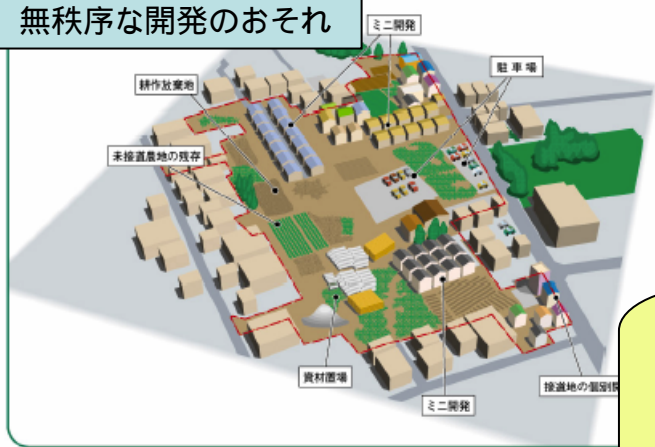 無秩序な開発のおそれ
ミニ開発
駐車場
耕作放棄地
未接道農地の残存
資材置場
ミニ開発
接道地の個別